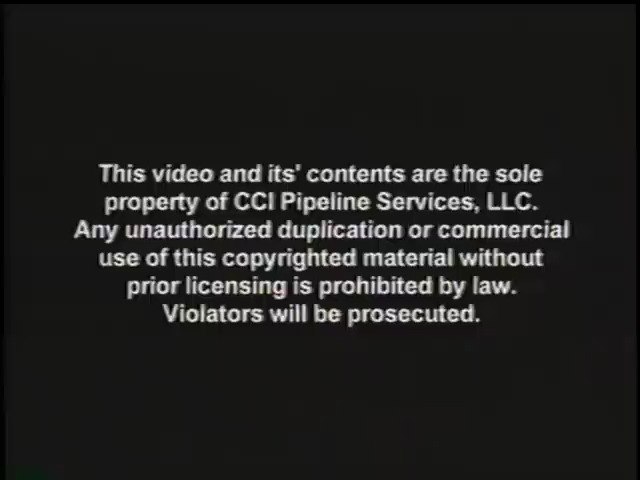 This video and its' contents are the sole
property of CCI Pipeline Services, LLC.
Any unauthorized duplication or commercial
use of this copyrighted material without
prior licensing is prohibited by law.
Violators will be prosecuted.